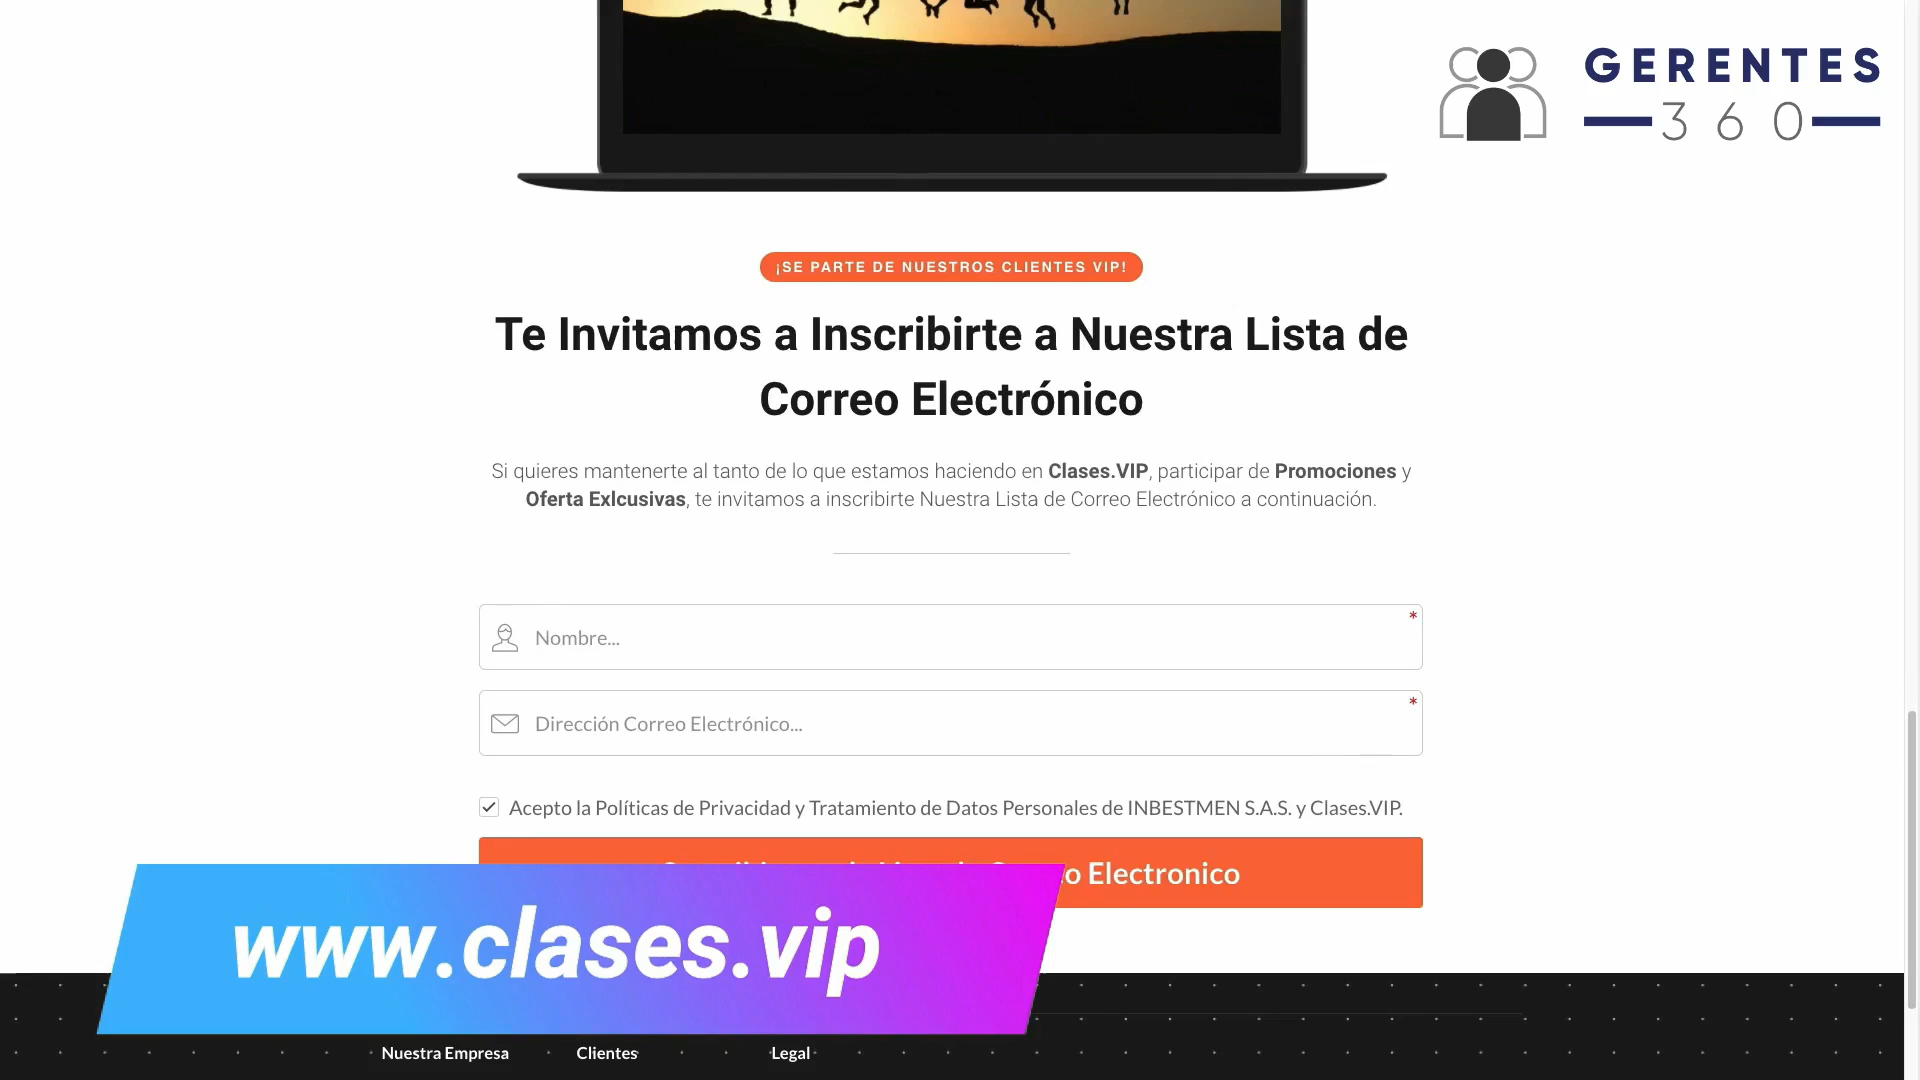 GERENTES
360
¡SE PARTE DE NUESTROS CLIENTES VIP!
Te Invitamos a Inscribirte a Nuestra Lista de
Correo Electrónico
Si quieres mantenerte al tanto de lo que estamos haciendo en Clases.VIP, participar de Promociones y
Oferta Exlcusivas, te invitamos a inscribirte Nuestra Lista de Correo Electrónico a continuación.
Nombre... *
Dirección Correo Electrónico... *
Acepto la Políticas de Privacidad y Tratamiento de Datos Personales de INBESTMEN S.A.S. y Clases.VIP.
Electronico
www.clases.vip
Nuestra Empresa Clientes Legal